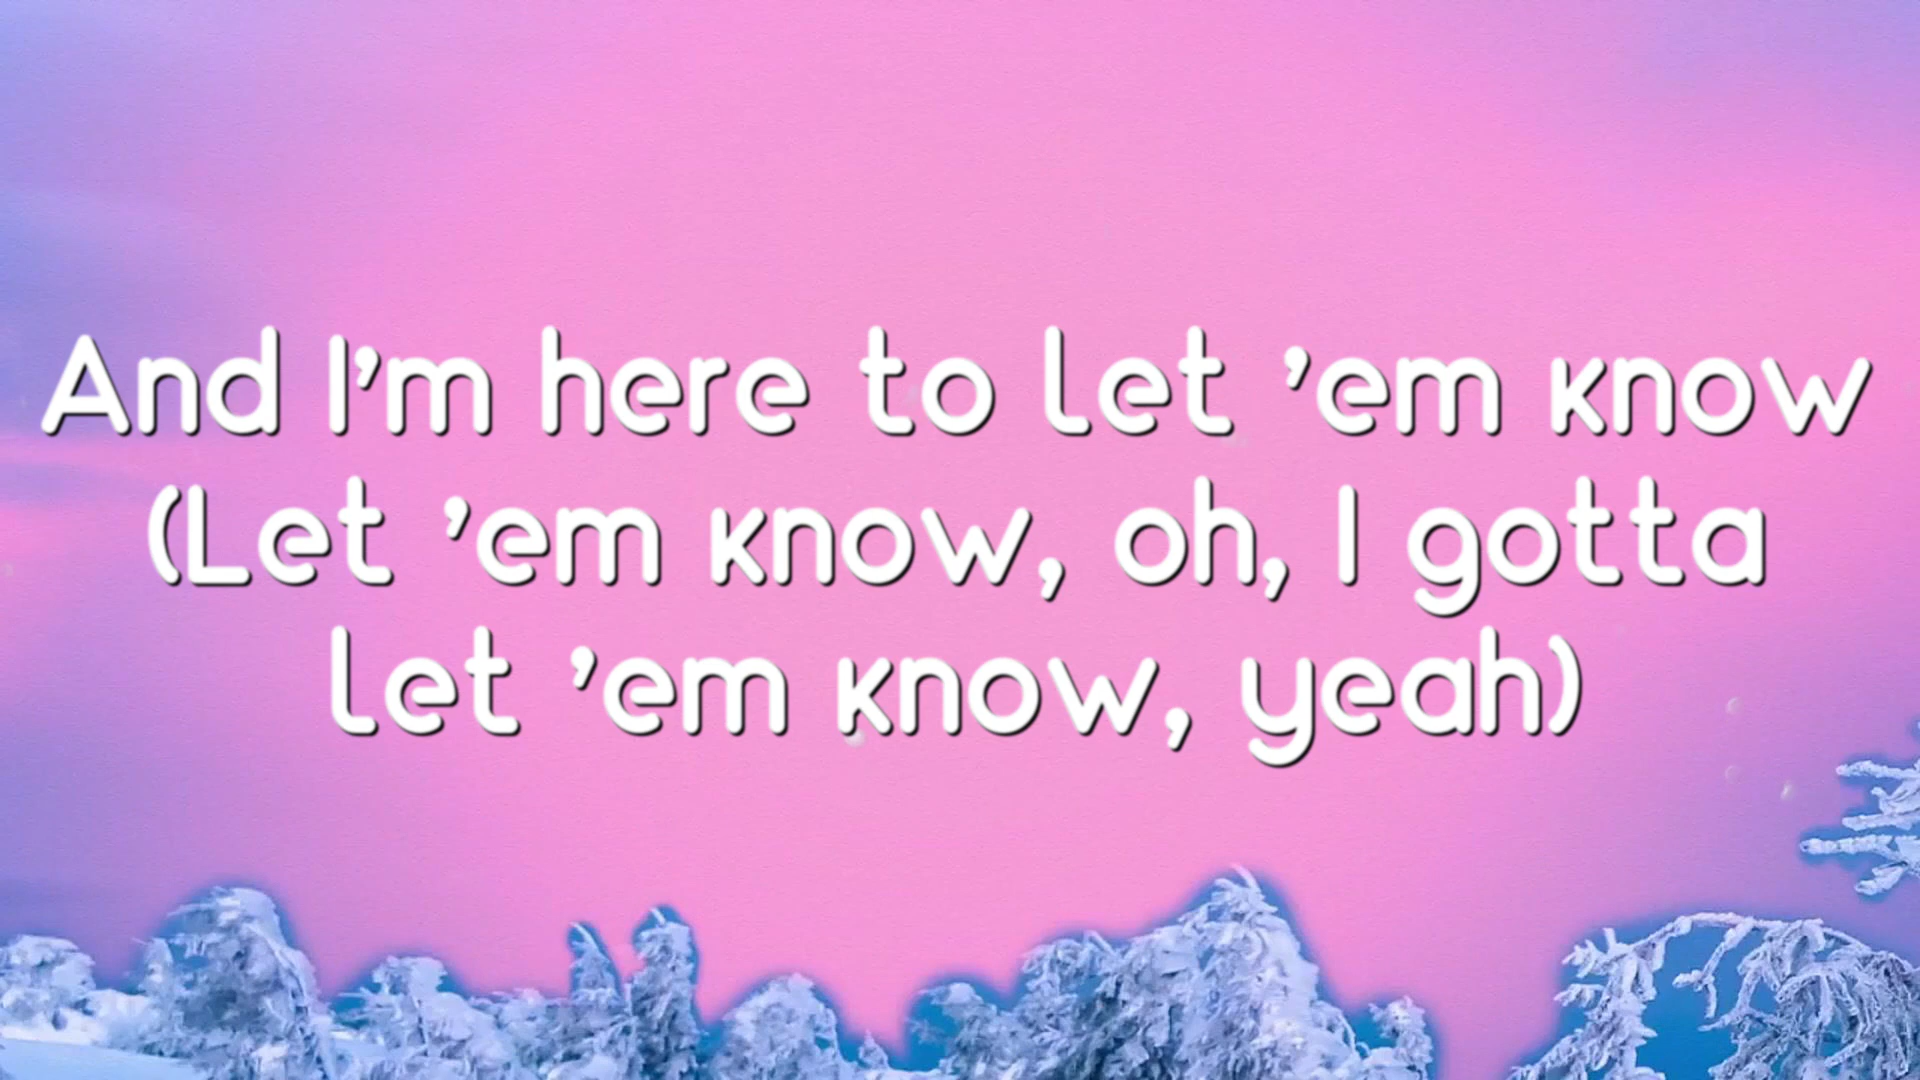 And I'm here to let 'em know
(Let 'em know, oh, I gotta
let 'em know, yeah)